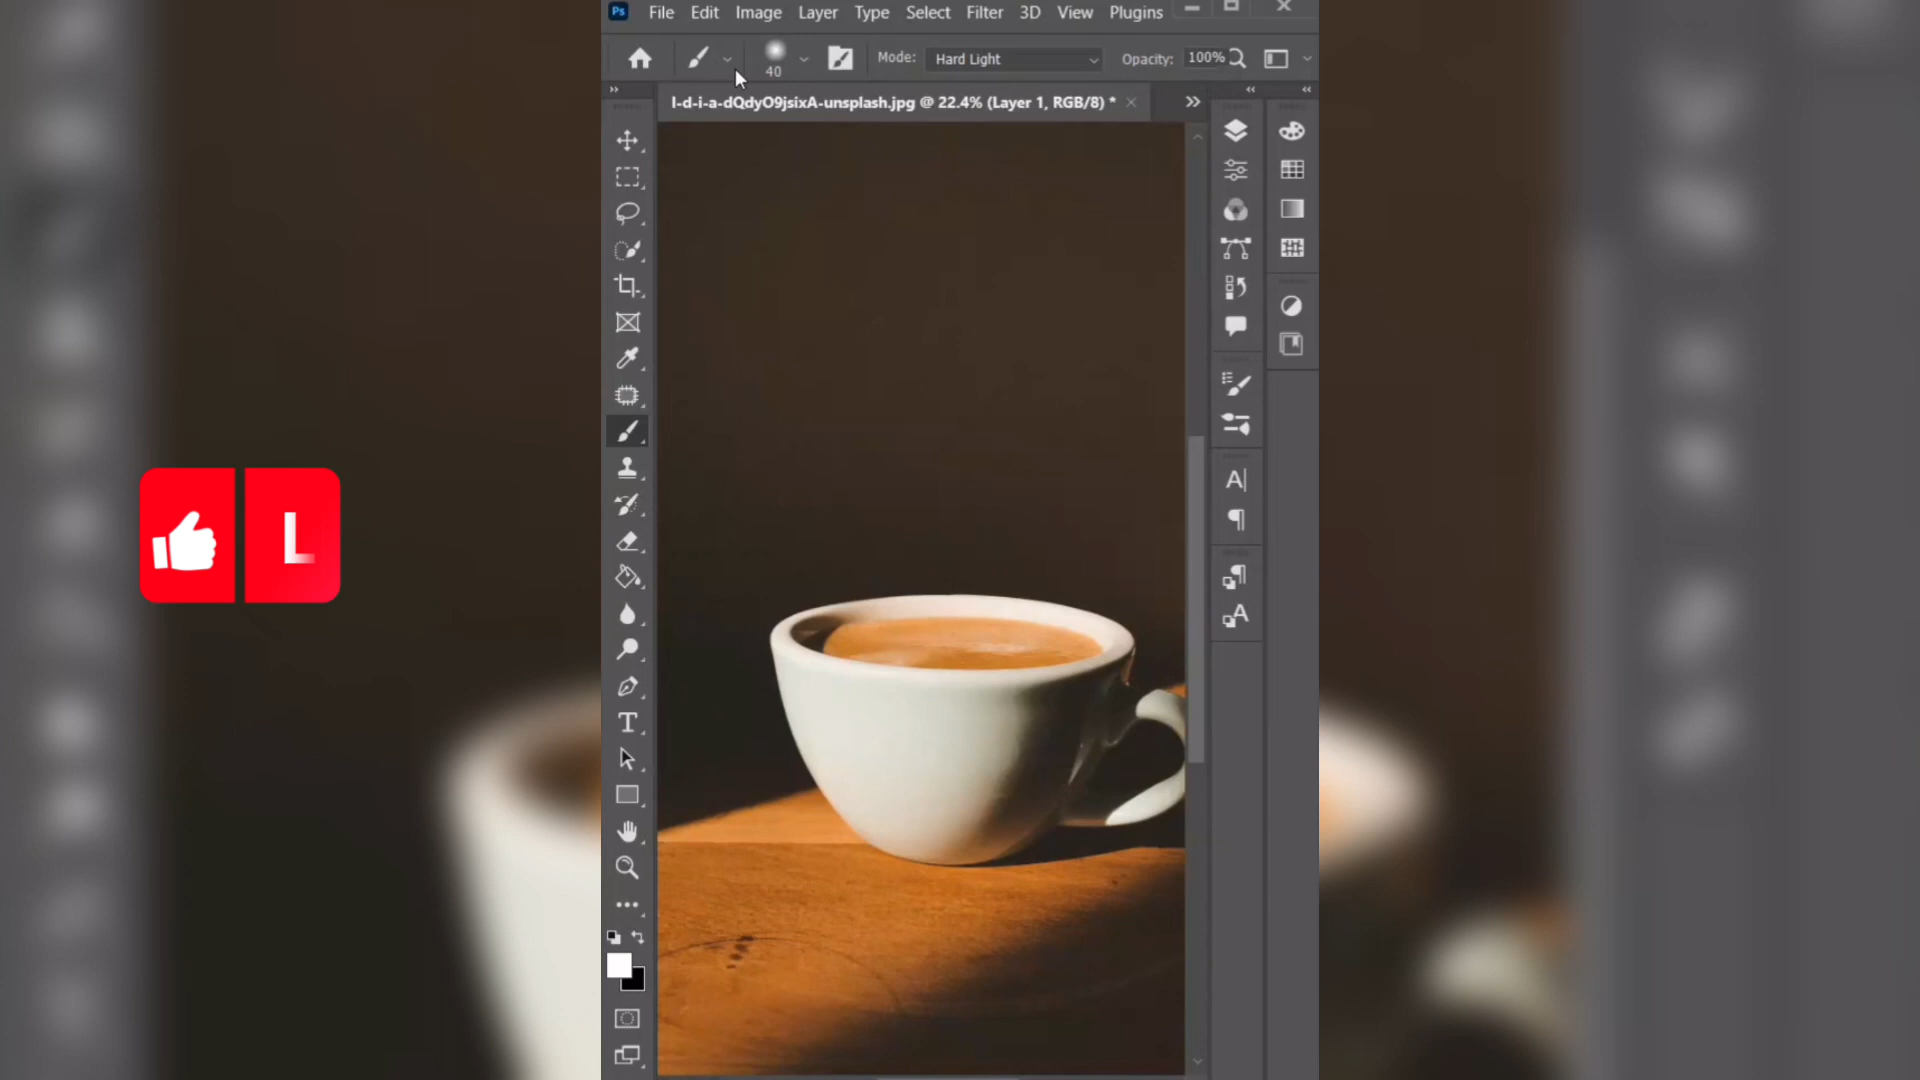 Ps File Edit Image Layer Type Select Filter 3D View Plugins
40 Mode: Hard Light Opacity: 100%
l-d-i-a-dQdyO9jsixA-unsplash.jpg @ 22.4% (Layer 1, RGB/8) *
L